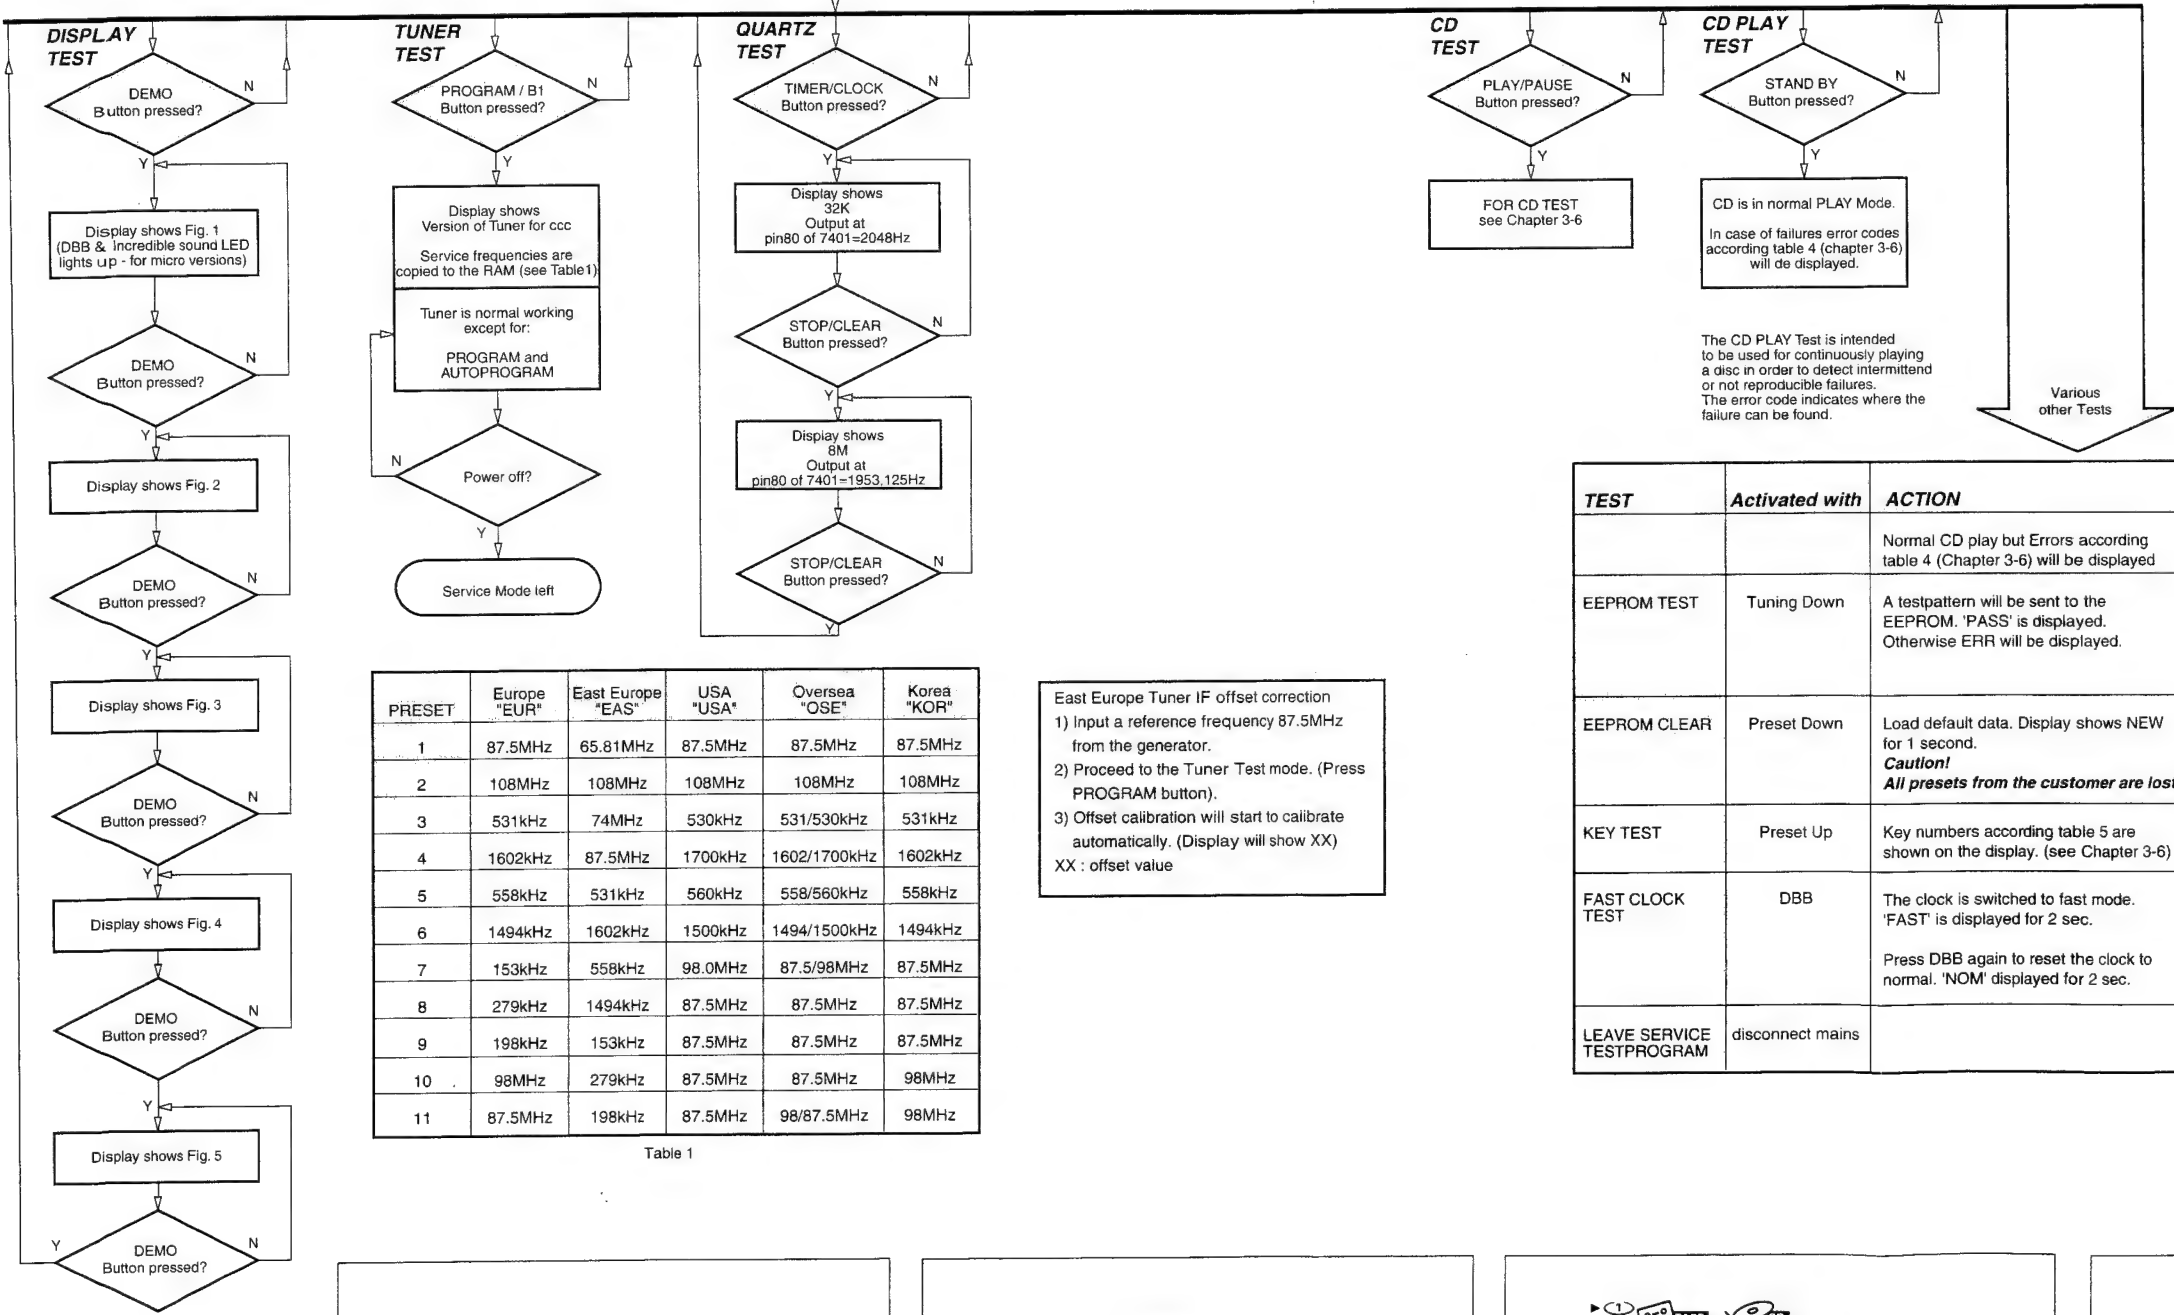 DISPLAY
TEST
DEMO
Button pressed?
N
Y
Display shows Fig. 1
(DBB & Incredible sound LED
lights up - for micro versions)
DEMO
Button pressed?
N
Y
Display shows Fig. 2
DEMO
Button pressed?
N
Y
Display shows Fig. 3
DEMO
Button pressed?
N
Y
Display shows Fig. 4
DEMO
Button pressed?
N
Y
Display shows Fig. 5
DEMO
Button pressed?
Y
N
TUNER
TEST
PROGRAM / B1
Button pressed?
N
Y
Display shows
Version of Tuner for ccc
Service frequencies are
copied to the RAM (see Table1)
Tuner is normal working
except for:
PROGRAM and
AUTOPROGRAM
N
Power off?
Y
Service Mode left
QUARTZ
TEST
TIMER/CLOCK
Button pressed?
N
Y
Display shows
32K
Output at
pin80 of 7401=2048Hz
STOP/CLEAR
Button pressed?
N
Y
Display shows
8M
Output at
pin80 of 7401=1953,125Hz
STOP/CLEAR
Button pressed?
N
Y
CD
TEST
PLAY/PAUSE
Button pressed?
N
Y
FOR CD TEST
see Chapter 3-6
CD PLAY
TEST
STAND BY
Button pressed?
N
Y
CD is in normal PLAY Mode.
In case of failures error codes
according table 4 (chapter 3-6)
will de displayed.
The CD PLAY Test is intended
to be used for continuously playing
a disc in order to detect intermittend
or not reproducible failures.
The error code indicates where the
failure can be found.
Various
other Tests
PRESET Europe "EUR" East Europe "EAS" USA "USA" Oversea "OSE" Korea "KOR"
1 87.5MHz 65.81MHz 87.5MHz 87.5MHz 87.5MHz
2 108MHz 108MHz 108MHz 108MHz 108MHz
3 531kHz 74MHz 530kHz 531/530kHz 531kHz
4 1602kHz 87.5MHz 1700kHz 1602/1700kHz 1602kHz
5 558kHz 531kHz 560kHz 558/560kHz 558kHz
6 1494kHz 1602kHz 1500kHz 1494/1500kHz 1494kHz
7 153kHz 558kHz 98.0MHz 87.5/98MHz 87.5MHz
8 279kHz 1494kHz 87.5MHz 87.5MHz 87.5MHz
9 198kHz 153kHz 87.5MHz 87.5MHz 87.5MHz
10 98MHz 279kHz 87.5MHz 87.5MHz 98MHz
11 87.5MHz 198kHz 87.5MHz 98/87.5MHz 98MHz
Table 1
East Europe Tuner IF offset correction
1) Input a reference frequency 87.5MHz
from the generator.
2) Proceed to the Tuner Test mode. (Press
PROGRAM button).
3) Offset calibration will start to calibrate
automatically. (Display will show XX)
XX : offset value
TEST Activated with ACTION
Normal CD play but Errors according
table 4 (Chapter 3-6) will be displayed
EEPROM TEST Tuning Down A testpattern will be sent to the
EEPROM. 'PASS' is displayed.
Otherwise ERR will be displayed.
EEPROM CLEAR Preset Down Load default data. Display shows NEW
for 1 second.
Caution!
All presets from the customer are lost
KEY TEST Preset Up Key numbers according table 5 are
shown on the display. (see Chapter 3-6)
FAST CLOCK DBB The clock is switched to fast mode.
TEST 'FAST' is displayed for 2 sec.
Press DBB again to reset the clock to
normal. 'NOM' displayed for 2 sec.
LEAVE SERVICE disconnect mains
TESTPROGRAM
1